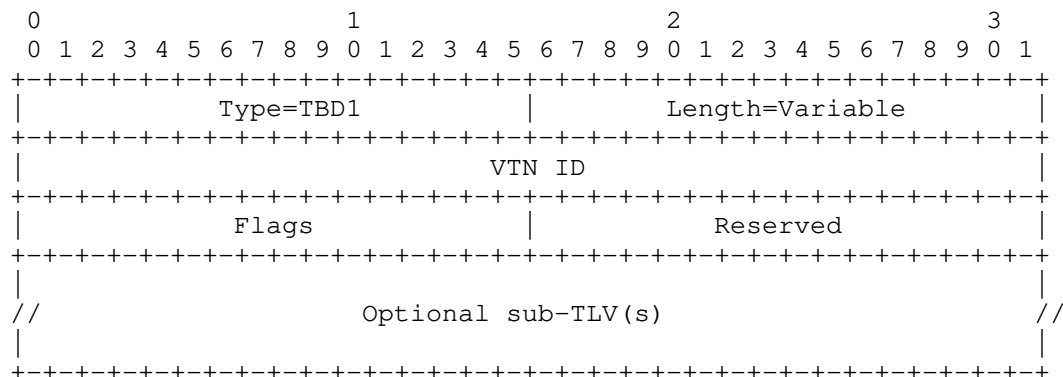 0                   1                   2                   3
 0 1 2 3 4 5 6 7 8 9 0 1 2 3 4 5 6 7 8 9 0 1 2 3 4 5 6 7 8 9 0 1
+-+-+-+-+-+-+-+-+-+-+-+-+-+-+-+-+-+-+-+-+-+-+-+-+-+-+-+-+-+-+-+-+
|            Type=TBD1          |        Length=Variable        |
+-+-+-+-+-+-+-+-+-+-+-+-+-+-+-+-+-+-+-+-+-+-+-+-+-+-+-+-+-+-+-+-+
|                             VTN ID                            |
+-+-+-+-+-+-+-+-+-+-+-+-+-+-+-+-+-+-+-+-+-+-+-+-+-+-+-+-+-+-+-+-+
|             Flags             |           Reserved            |
+-+-+-+-+-+-+-+-+-+-+-+-+-+-+-+-+-+-+-+-+-+-+-+-+-+-+-+-+-+-+-+-+
|                                                               |
//                    Optional sub-TLV(s)                       //
|                                                               |
+-+-+-+-+-+-+-+-+-+-+-+-+-+-+-+-+-+-+-+-+-+-+-+-+-+-+-+-+-+-+-+-+